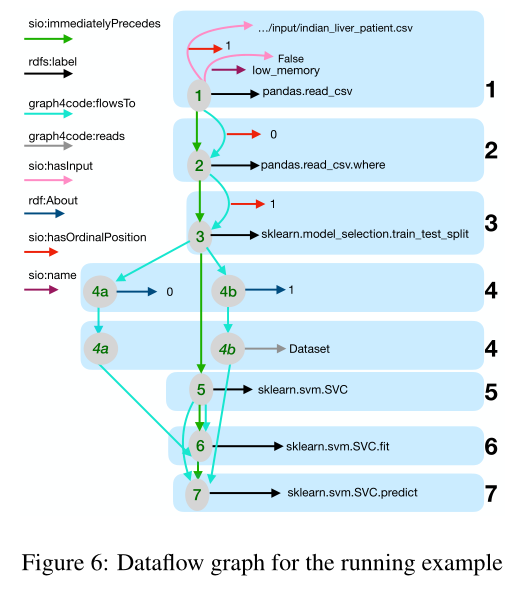 sio:immediatelyPrecedes
rdfs:label
graph4code:flowsTo
graph4code:reads
sio:hasInput
rdf:About
sio:hasOrdinalPosition
sio:name
.../input/indian_liver_patient.csv
1
False
low_memory
1
pandas.read_csv
1
0
2
pandas.read_csv.where
2
1
3
sklearn.model_selection.train_test_split
3
4a
0
4b
1
4
4a
4b
Dataset
4
5
sklearn.svm.SVC
5
6
sklearn.svm.SVC.fit
6
7
sklearn.svm.SVC.predict
7
Figure 6: Dataflow graph for the running example